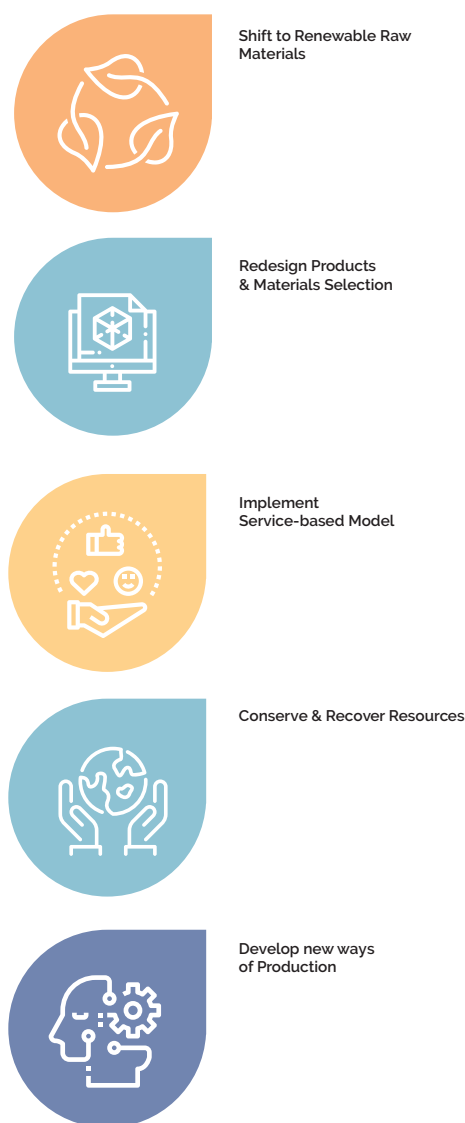 Shift to Renewable Raw
Materials
Redesign Products
& Materials Selection
Implement
Service-based Model
Conserve & Recover Resources
Develop new ways
of Production